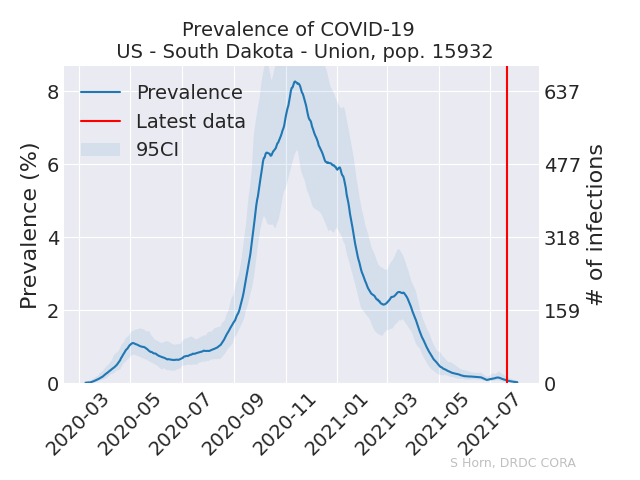 Prevalence of COVID-19
US - South Dakota - Union, pop. 15932
Prevalence
Latest data
95CI
Prevalence (%)
8
6
4
2
0
637
477
318
159
0
# of infections
2020-03
2020-05
2020-07
2020-09
2020-11
2021-01
2021-03
2021-05
2021-07
S Horn, DRDC CORA